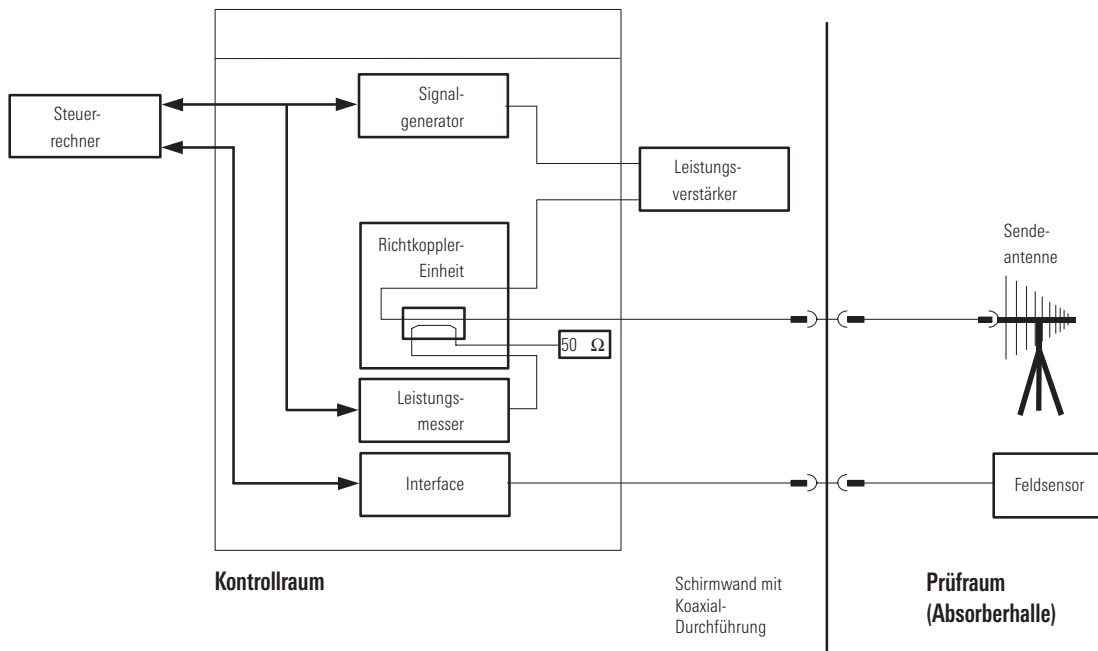 Steuer-
rechner
Signal-
generator
Leistungs-
verstärker
Richtkoppler-
Einheit
50 Ω
Leistungs-
messer
Interface
Sende-
antenne
Feldsensor
Kontrollraum
Schirmwand mit
Koaxial-
Durchführung
Prüfraum
(Absorberhalle)